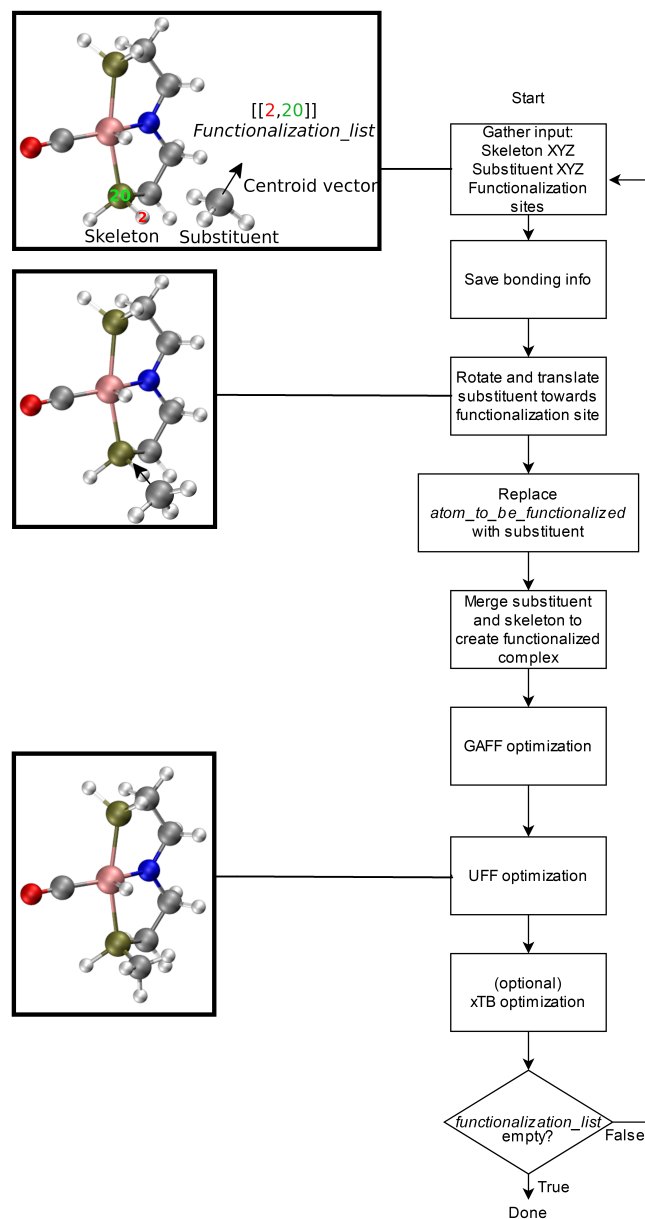 [[2,20]]
Functionalization_list
Centroid vector
20
2
Skeleton
Substituent
Start
Gather input:
Skeleton XYZ
Substituent XYZ
Functionalization
sites
Save bonding info
Rotate and translate
substituent towards
functionalization site
Replace
atom_to_be_functionalized
with substituent
Merge substituent
and skeleton to
create functionalized
complex
GAFF optimization
UFF optimization
(optional)
xTB optimization
functionalization_list
empty?
False
True
Done